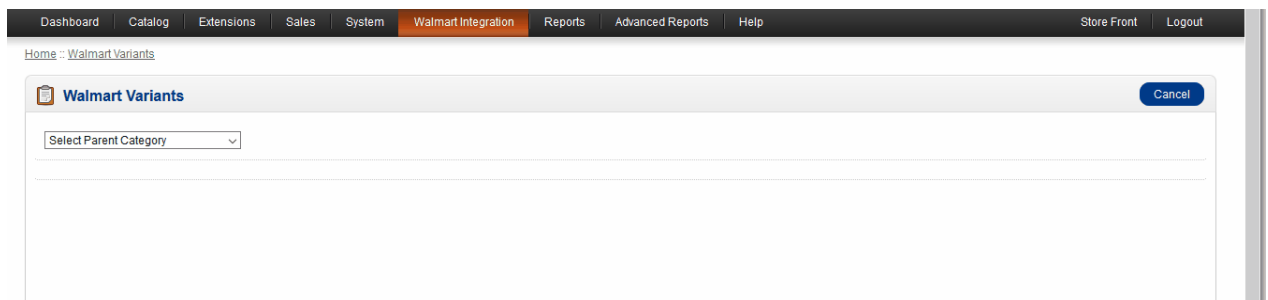 Dashboard Catalog Extensions Sales System Walmart Integration Reports Advanced Reports Help Store Front Logout
Home :: Walmart Variants
Walmart Variants Cancel
Select Parent Category